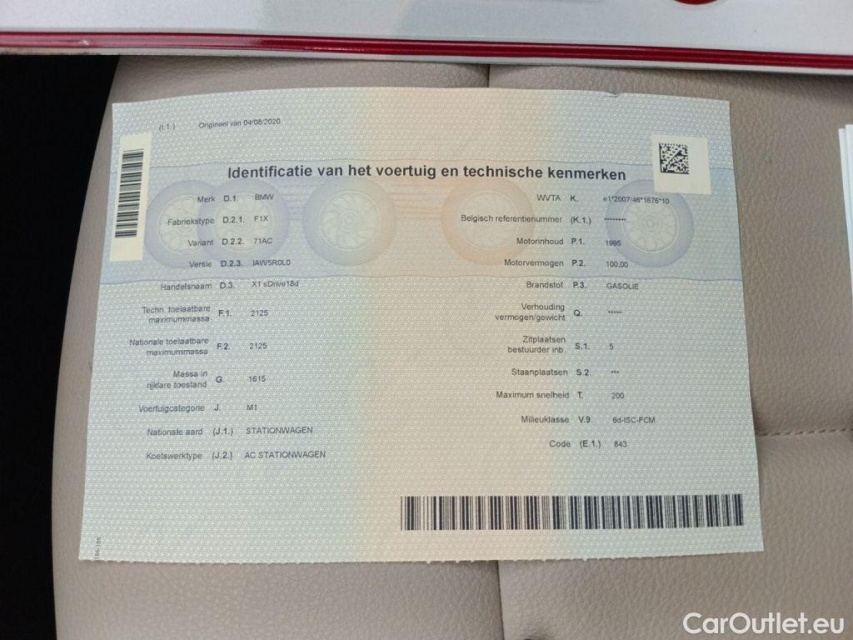 (I.1.) Origineel van 04/08/2020
Identificatie van het voertuig en technische kenmerken
Merk D.1. BMW
Fabriekstype D.2.1. F1X
Variant D.2.2. 71AC
Versie D.2.3. IAW5R0L0
Handelsnaam D.3. X1 sDrive18d
Techn. toelaatbare
maximummassa F.1. 2125
Nationale toelaatbare
maximummassa F.2. 2125
Massa in
rijklare toestand G. 1615
Voertuigcategorie J. M1
Nationale aard (J.1.) STATIONWAGEN
Koetswerktype (J.2.) AC STATIONWAGEN
WVTA K. e1*2007/46*1676*10
Belgisch referentienummer (K.1.) *******
Motorinhoud P.1. 1995
Motorvermogen P.2. 100,00
Brandstof P.3. GASOLIE
Verhouding
vermogen/gewicht Q. *****
Zitplaatsen
bestuurder inb. S.1. 5
Staanplaatsen S.2. ***
Maximum snelheid T. 200
Milieuklasse V.9. 6d-ISC-FCM
Code (E.1.) 843
CarOutlet.eu